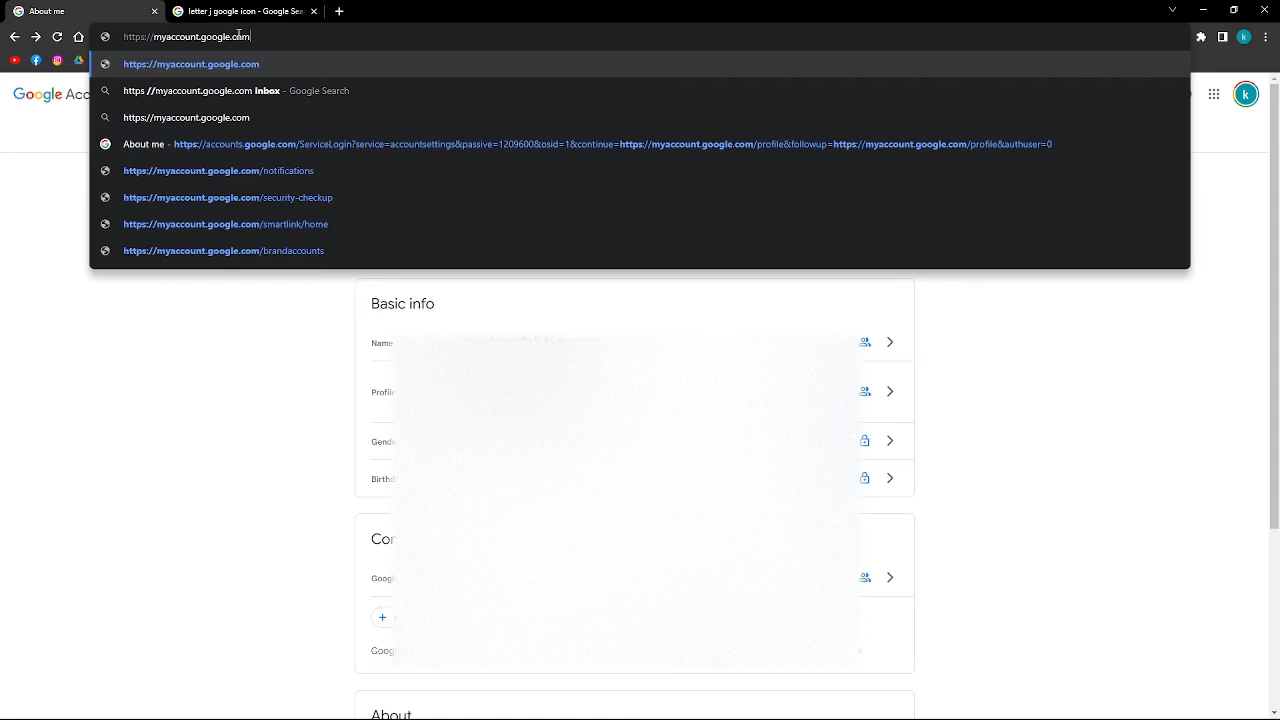 About me
letter j google icon - Google Sea
https://myaccount.google.com
k
https://myaccount.google.com
https //myaccount.google.com inbox - Google Search
Google Acc
k
https://myaccount.google.com
About me - https://accounts.google.com/ServiceLogin?service=accountsettings&passive=1209600&osid=1&continue=https://myaccount.google.com/profile&followup=https://myaccount.google.com/profile&authuser=0
https://myaccount.google.com/notifications
https://myaccount.google.com/security-checkup
https://myaccount.google.com/smartlink/home
https://myaccount.google.com/brandaccounts
Basic info
Name
Profile
Gende
Birthd
Con
Goog
Goog
About